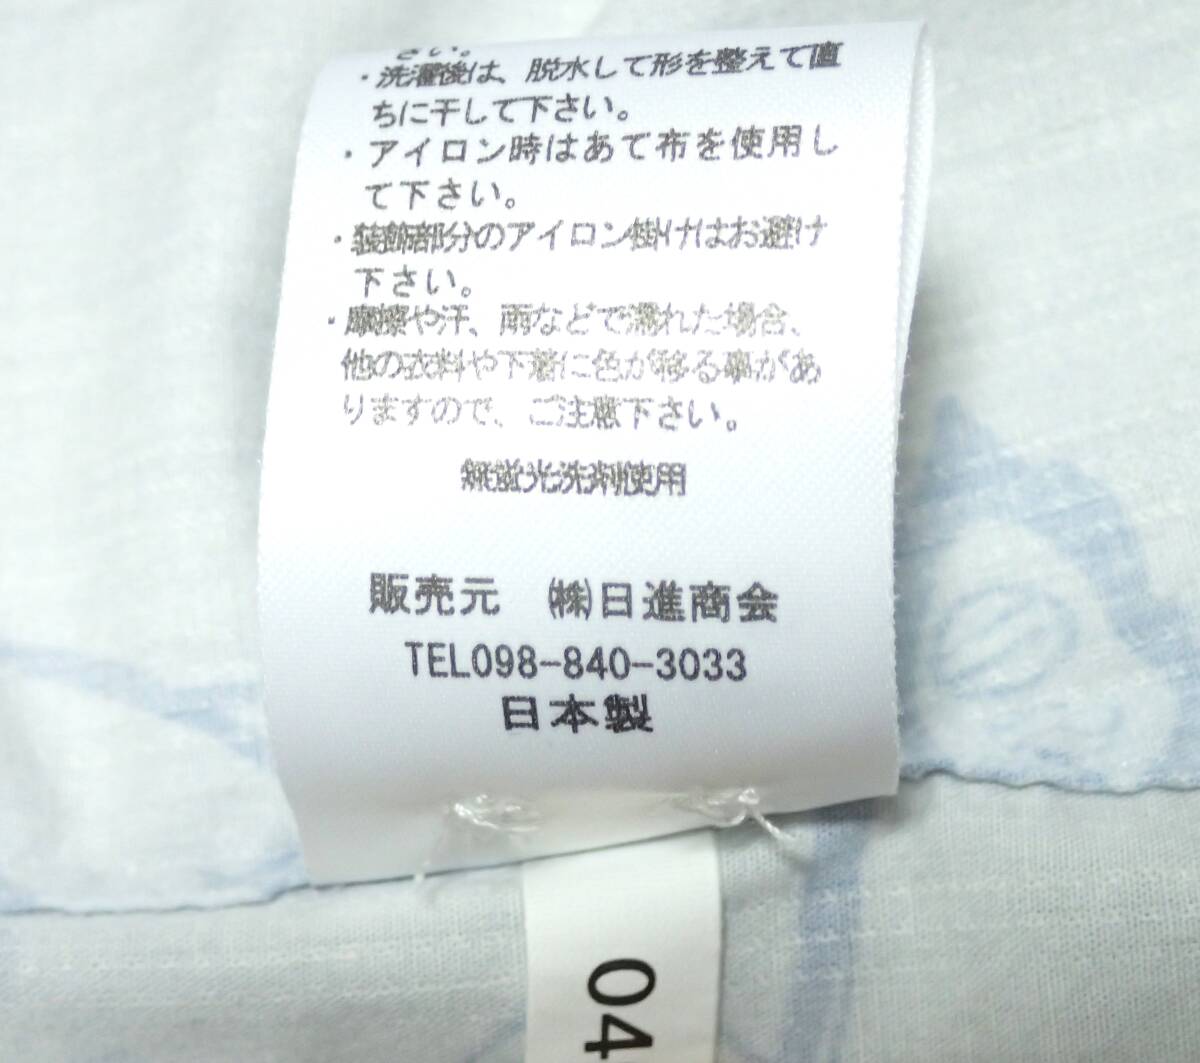 さい。
・洗濯後は、脱水して形を整えて直
ちに干して下さい。
・アイロン時はあて布を使用し
て下さい。
・装飾部分のアイロン掛けはお避け
下さい。
・摩擦や汗、雨などで濡れた場合、
他の衣料や下着に色が移る事があ
りますので、ご注意下さい。
無蛍光洗剤使用
販売元 ㈱日進商会
TEL098-840-3033
日本製
04